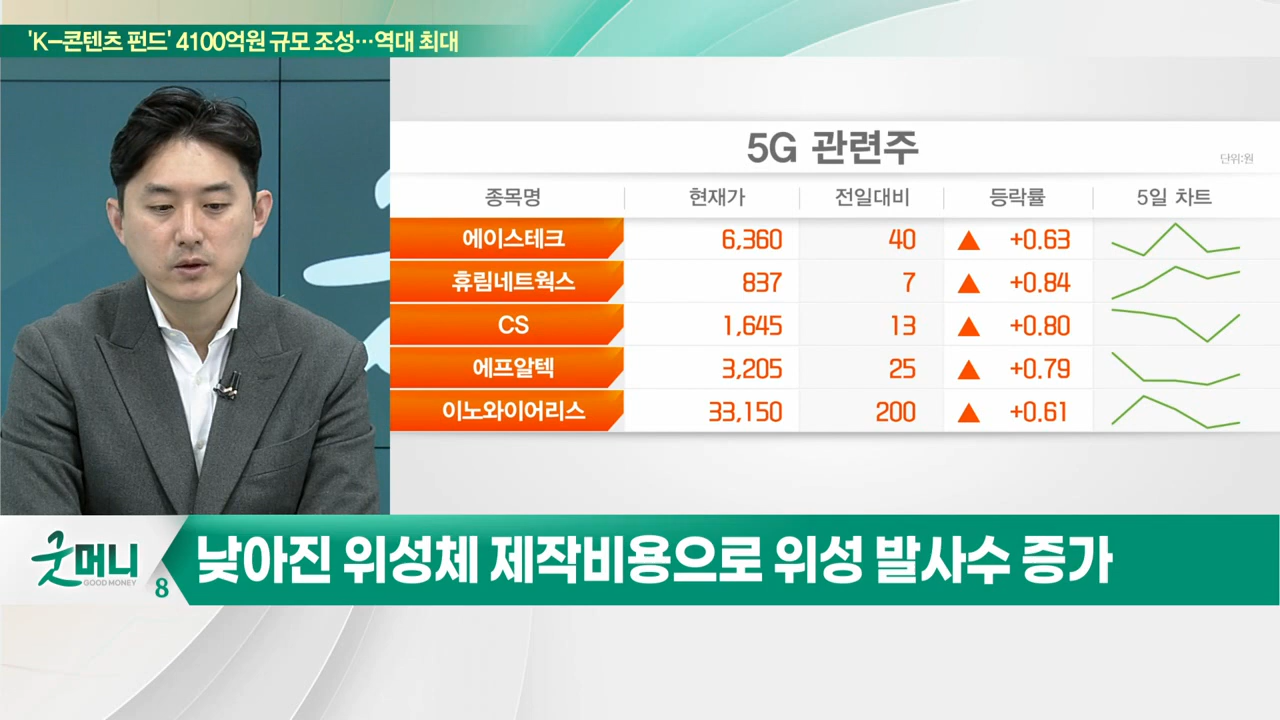 'K-콘텐츠 펀드' 4100억원 규모 조성…역대 최대
5G 관련주
단위:원
종목명 현재가 전일대비 등락률 5일 차트
에이스테크 6,360 40 ▲ +0.63
휴림네트웍스 837 7 ▲ +0.84
CS 1,645 13 ▲ +0.80
에프알텍 3,205 25 ▲ +0.79
이노와이어리스 33,150 200 ▲ +0.61
굿머니
GOOD MONEY
8
낮아진 위성체 제작비용으로 위성 발사수 증가